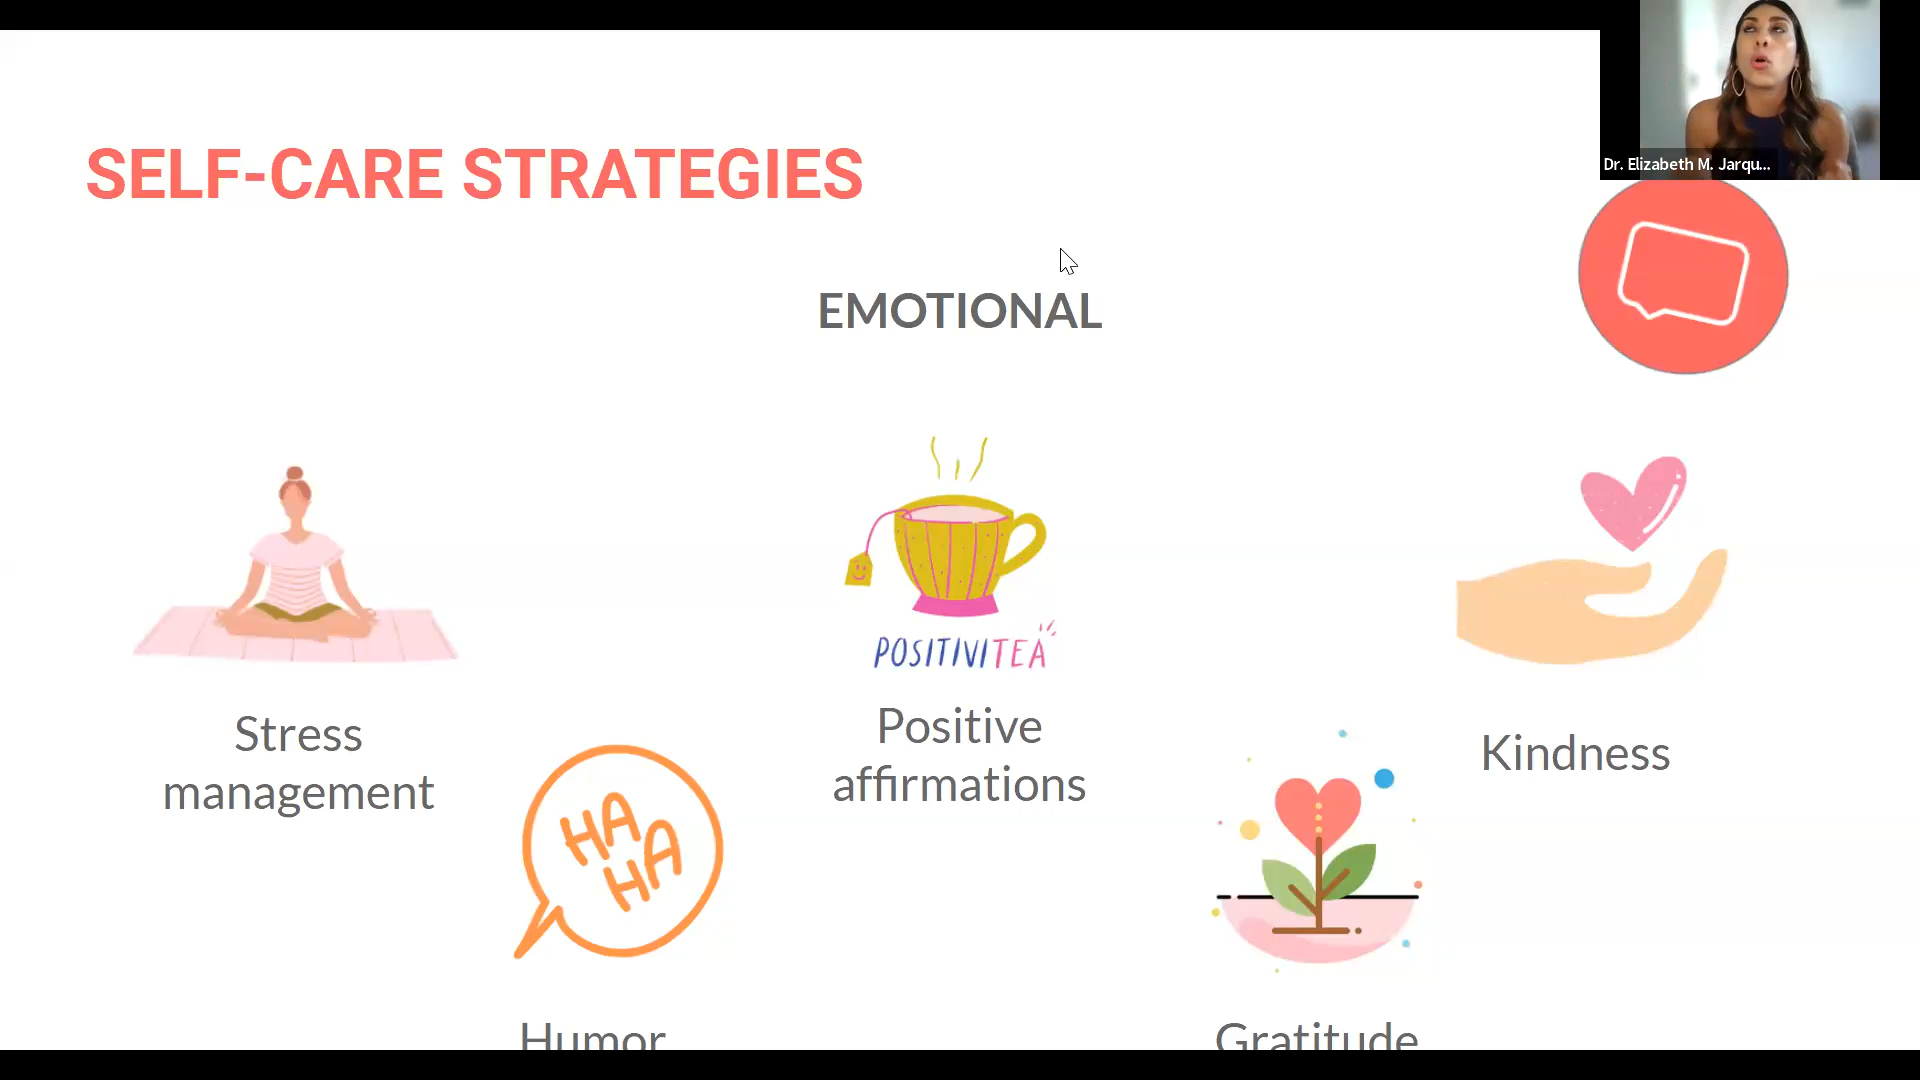 SELF-CARE STRATEGIES
Dr. Elizabeth M. Jarqu...
EMOTIONAL
POSITIVITEA
Stress
management
Positive
affirmations
Kindness
HA
HA
Humor
Gratitude